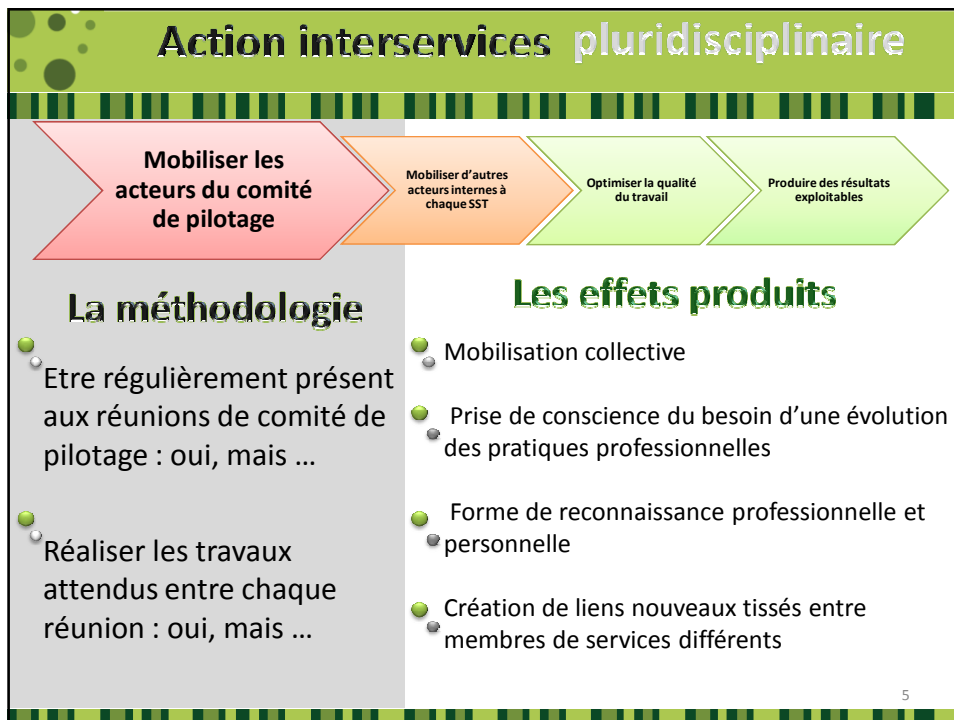 Action interservices pluridisciplinaire
Mobiliser les
acteurs du comité
de pilotage
Mobiliser d’autres
acteurs internes à
chaque SST
Optimiser la qualité
du travail
Produire des résultats
exploitables
La méthodologie
Etre régulièrement présent
aux réunions de comité de
pilotage : oui, mais …
Réaliser les travaux
attendus entre chaque
réunion : oui, mais …
Les effets produits
Mobilisation collective
Prise de conscience du besoin d’une évolution
des pratiques professionnelles
Forme de reconnaissance professionnelle et
personnelle
Création de liens nouveaux tissés entre
membres de services différents
5